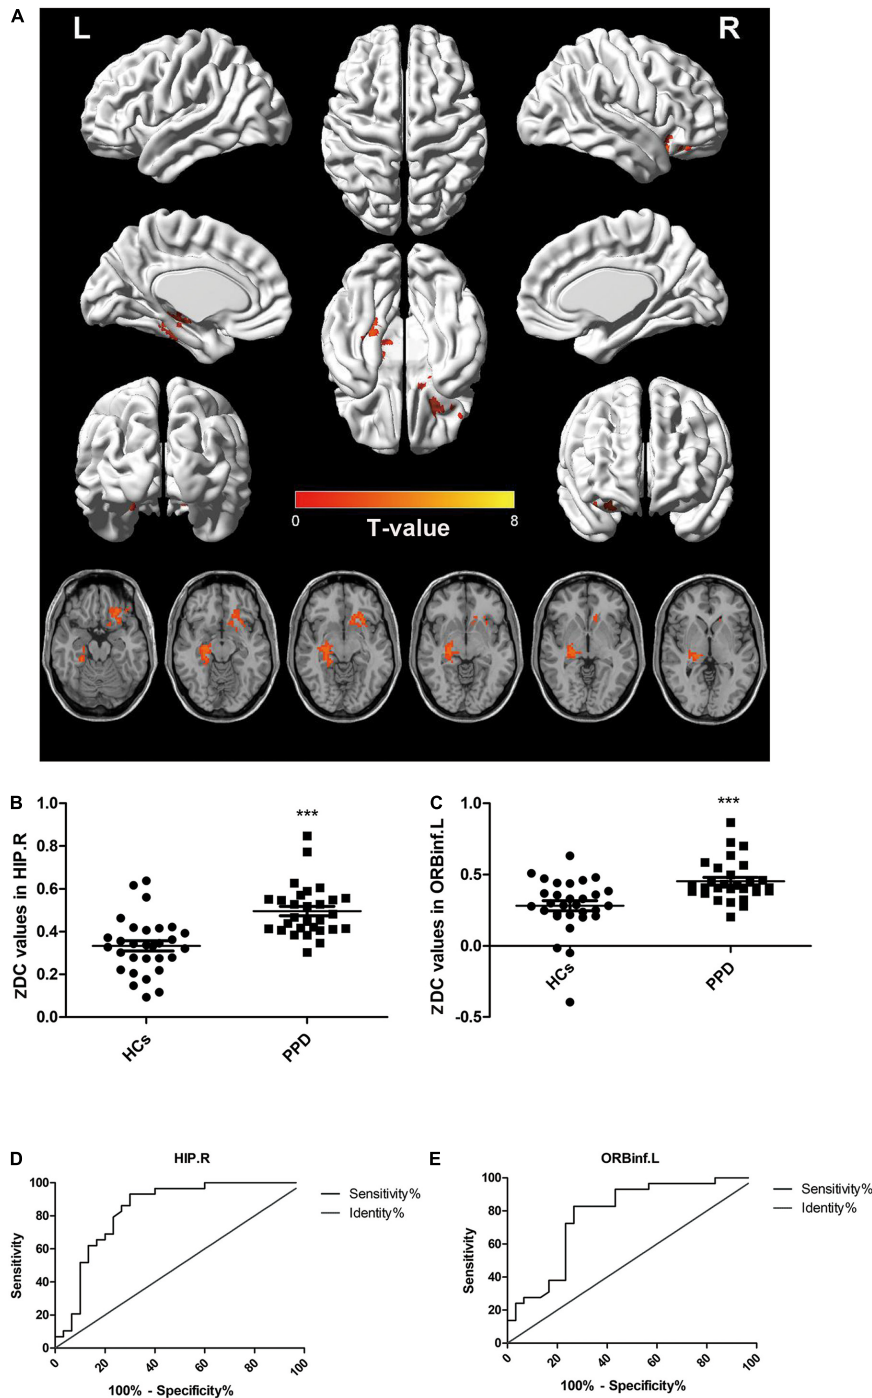 A
L
R
0
8
T-value
B
1.0
0.8
0.6
0.4
0.2
0.0
ZDC values in HIP.R
***
HCs
PPD
C
1.0
0.5
0.0
-0.5
ZDC values in ORBinf.L
***
HCs
PPD
D
HIP.R
100
80
60
40
20
0
Sensitivity
0
20
40
60
80
100
100% - Specificity%
Sensitivity%
Identity%
E
ORBinf.L
100
80
60
40
20
0
Sensitivity
0
20
40
60
80
100
100% - Specificity%
Sensitivity%
Identity%